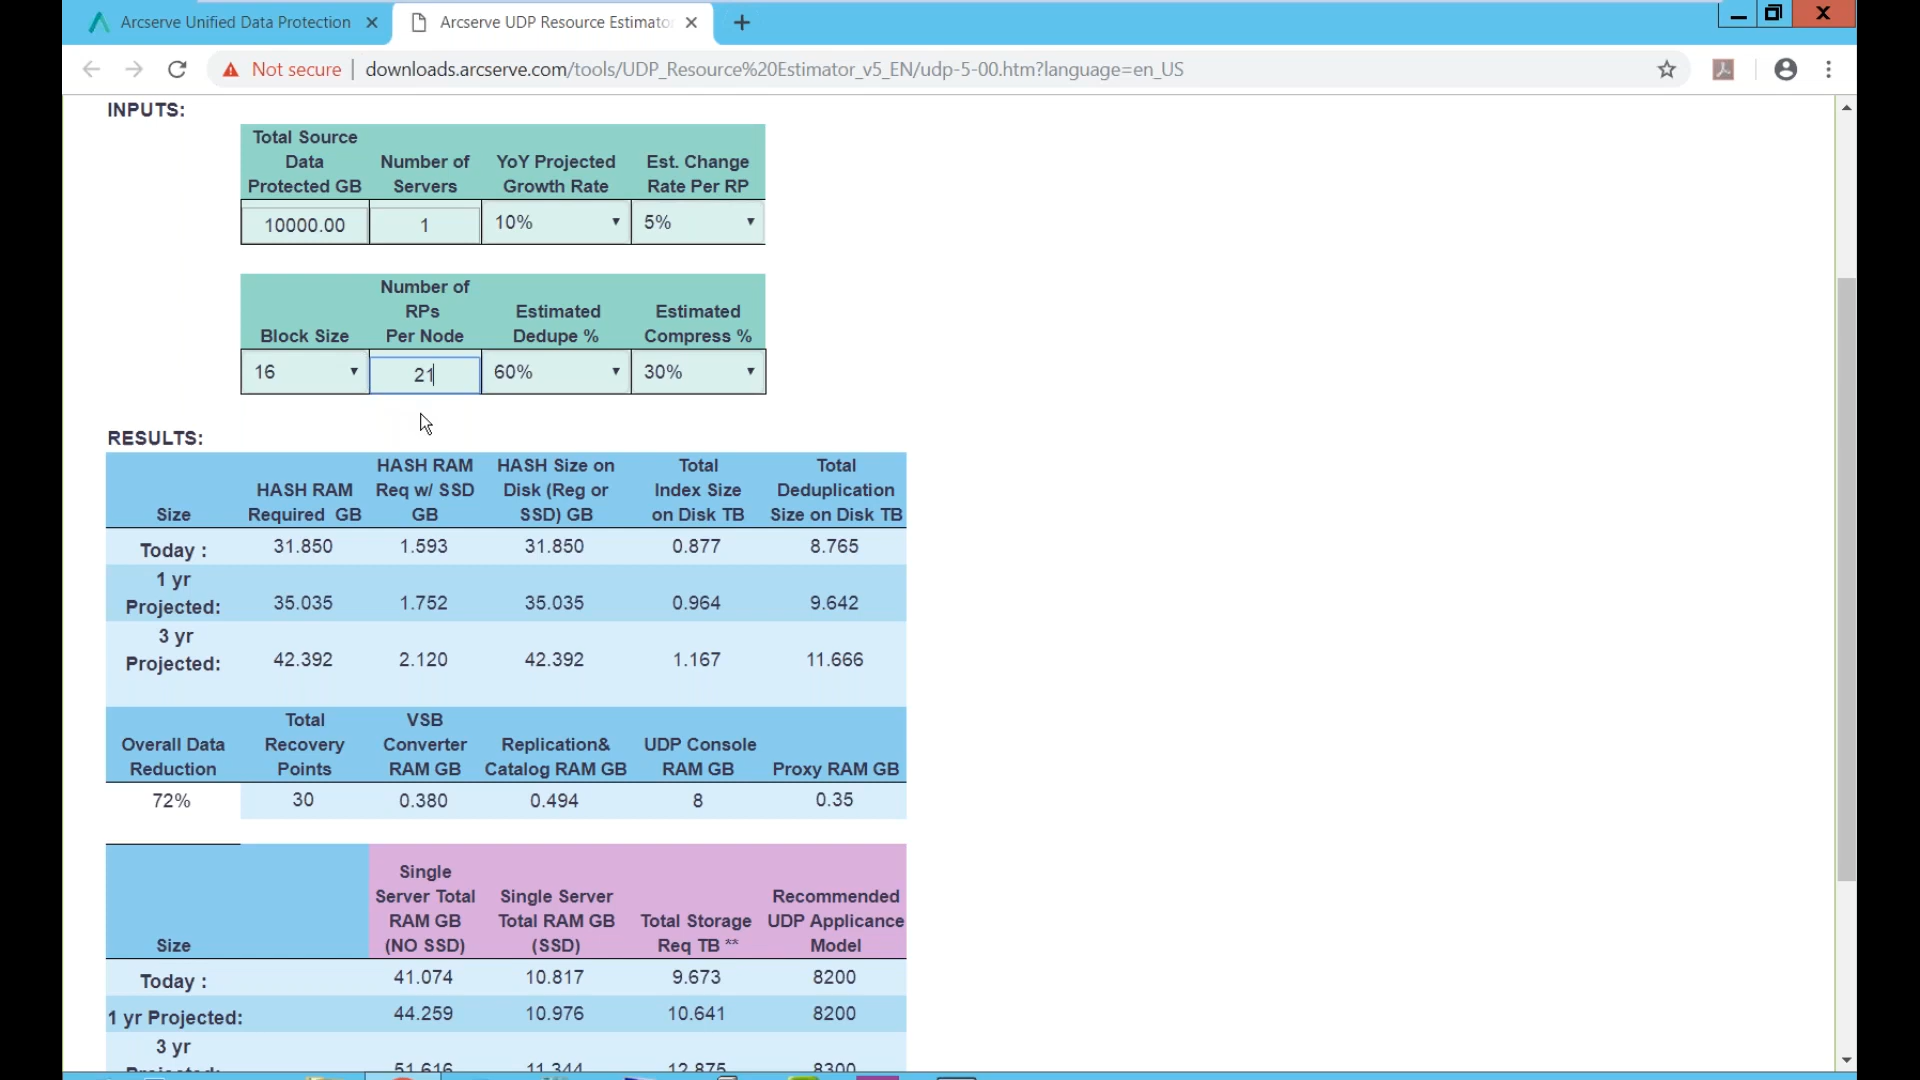 Arcserve Unified Data Protection
Arcserve UDP Resource Estimato
Not secure | downloads.arcserve.com/tools/UDP_Resource%20Estimator_v5_EN/udp-5-00.htm?language=en_US
INPUTS:
Total Source
Data
Protected GB
Number of
Servers
YoY Projected
Growth Rate
Est. Change
Rate Per RP
10000.00
1
10%
5%
Block Size
Number of
RPs
Per Node
Estimated
Dedupe %
Estimated
Compress %
16
21
60%
30%
RESULTS:
Size
HASH RAM
Required GB
HASH RAM
Req w/ SSD
GB
HASH Size on
Disk (Reg or
SSD) GB
Total
Index Size
on Disk TB
Total
Deduplication
Size on Disk TB
Today : 31.850 1.593 31.850 0.877 8.765
1 yr
Projected: 35.035 1.752 35.035 0.964 9.642
3 yr
Projected: 42.392 2.120 42.392 1.167 11.666
Overall Data
Reduction
Total
Recovery
Points
VSB
Converter
RAM GB
Replication&
Catalog RAM GB
UDP Console
RAM GB
Proxy RAM GB
72% 30 0.380 0.494 8 0.35
Size
Single
Server Total
RAM GB
(NO SSD)
Single Server
Total RAM GB
(SSD)
Total Storage
Req TB **
Recommended
UDP Applicance
Model
Today : 41.074 10.817 9.673 8200
1 yr Projected: 44.259 10.976 10.641 8200
3 yr
Projected: 51.616 11.344 12.875 8300